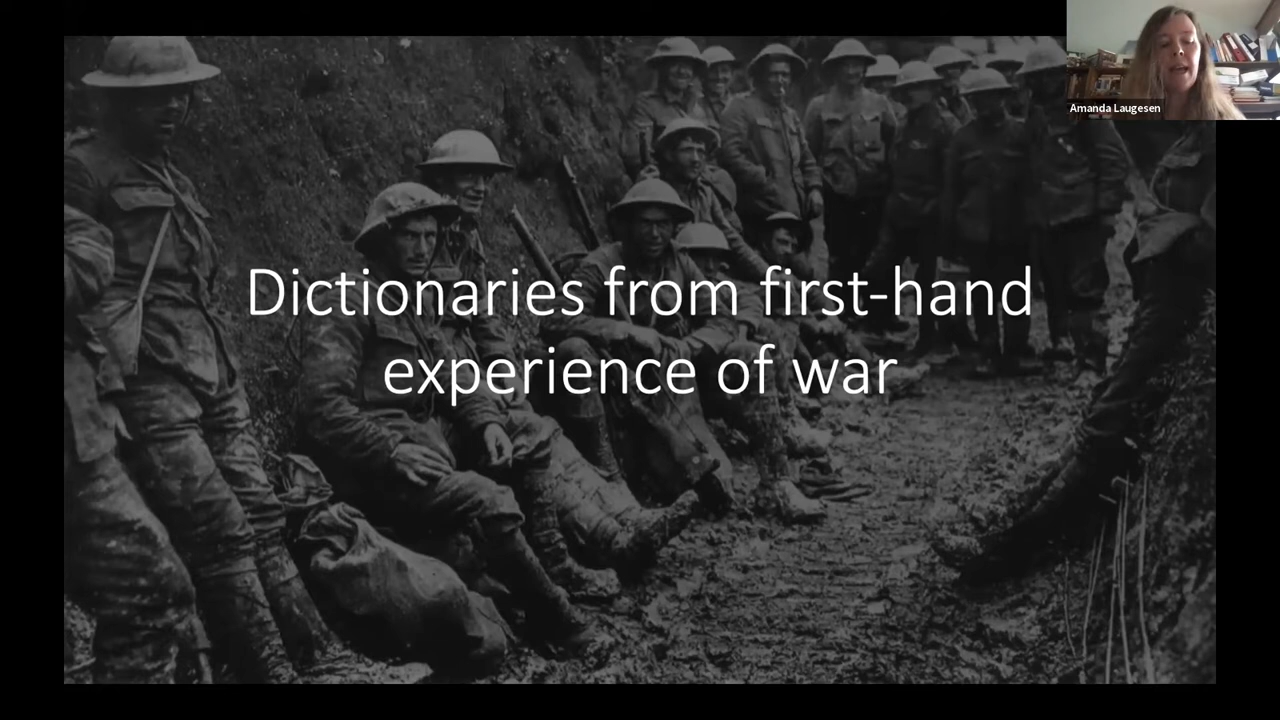 Amanda Laugesen
Dictionaries from first-hand
experience of war